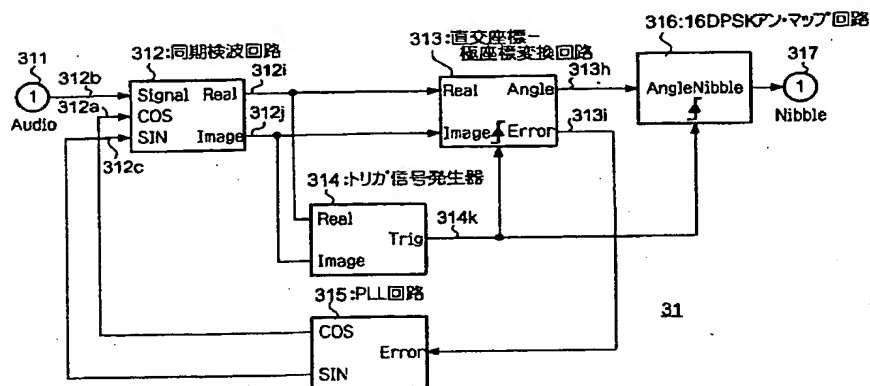 311
1
Audio
312b
312a
312c
312:同期検波回路
Signal Real
COS
SIN
Image
312i
312j
313:直交座標-
極座標変換回路
Real Angle
Image Error
313h
313i
316:16DPSKアン・マップ回路
AngleNibble
317
1
Nibble
314:トリガ信号発生器
Real
Trig
Image
314k
315:PLL回路
COS
Error
SIN
31